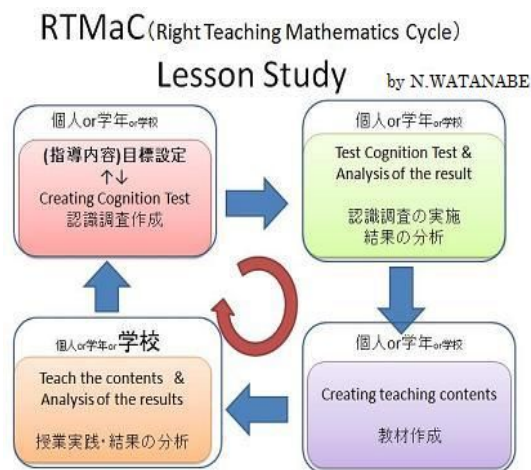 RTMaC(Right Teaching Mathematics Cycle)
Lesson Study by N.WATANABE
個人or学年or学校
(指導内容)目標設定
↑↓
Creating Cognition Test
認識調査作成
個人or学年or学校
Test Cognition Test &
Analysis of the result
認識調査の実施
結果の分析
個人or学年or学校
Teach the contents &
Analysis of the results
授業実践・結果の分析
個人or学年or学校
Creating teaching contents
教材作成